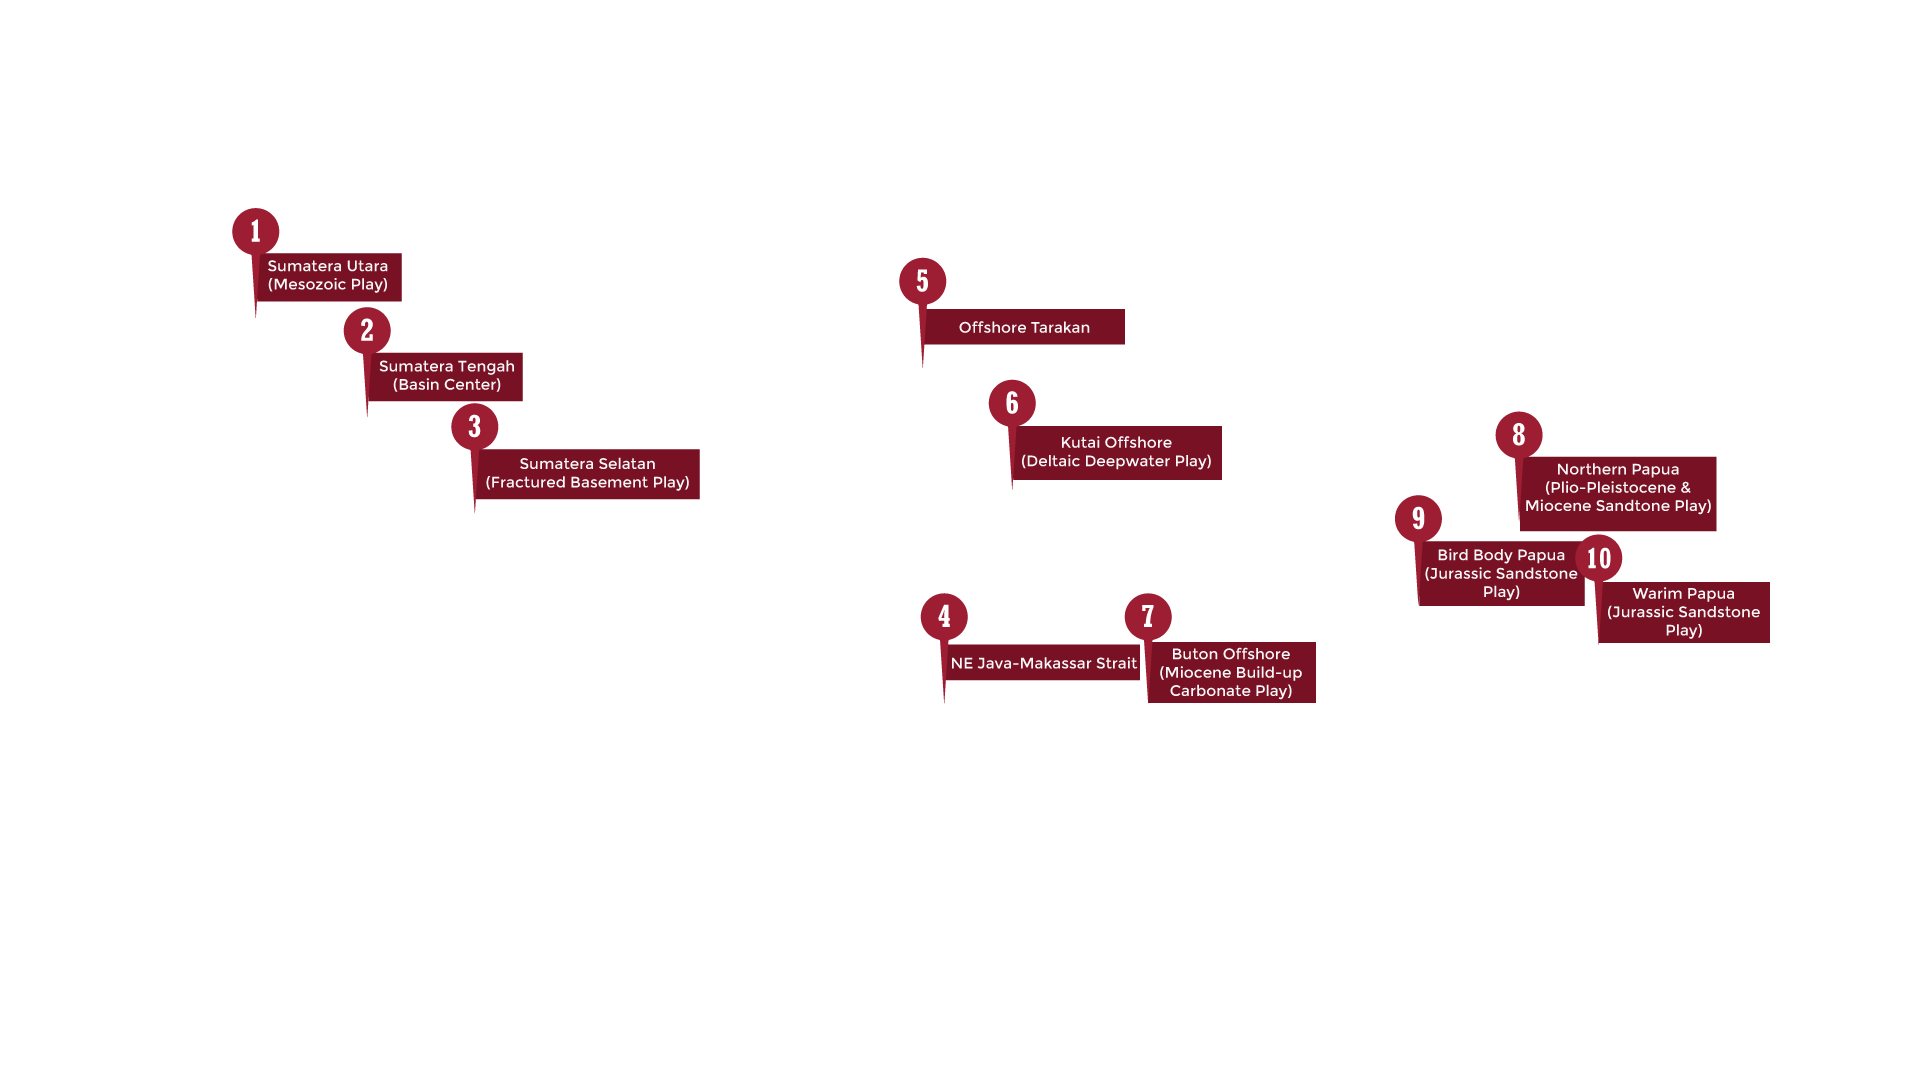 1
Sumatera Utara
(Mesozoic Play)
2
Sumatera Tengah
(Basin Center)
3
Sumatera Selatan
(Fractured Basement Play)
5
Offshore Tarakan
6
Kutai Offshore
(Deltaic Deepwater Play)
4
NE Java-Makassar Strait
7
Buton Offshore
(Miocene Build-up
Carbonate Play)
8
Northern Papua
(Plio-Pleistocene &
Miocene Sandtone Play)
9
Bird Body Papua
(Jurassic Sandstone
Play)
10
Warim Papua
(Jurassic Sandstone
Play)